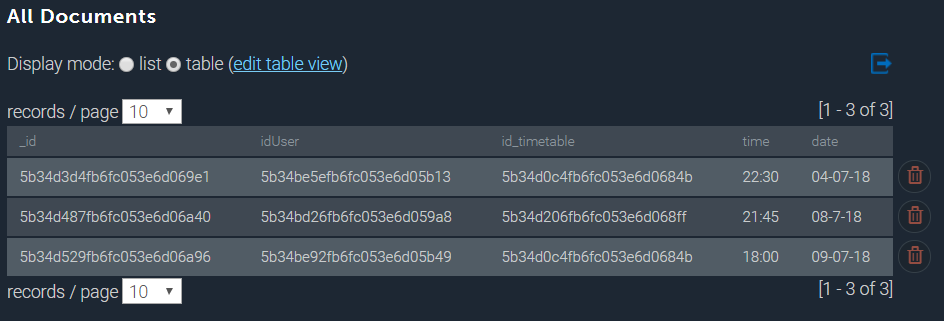 All Documents
Display mode: list table (edit table view)
records / page 10 [1 - 3 of 3]
_id idUser id_timetable time date
5b34d3d4fb6fc053e6d069e1 5b34be5efb6fc053e6d05b13 5b34d0c4fb6fc053e6d0684b 22:30 04-07-18
5b34d487fb6fc053e6d06a40 5b34bd26fb6fc053e6d059a8 5b34d206fb6fc053e6d068ff 21:45 08-7-18
5b34d529fb6fc053e6d06a96 5b34be92fb6fc053e6d05b49 5b34d0c4fb6fc053e6d0684b 18:00 09-07-18
records / page 10 [1 - 3 of 3]